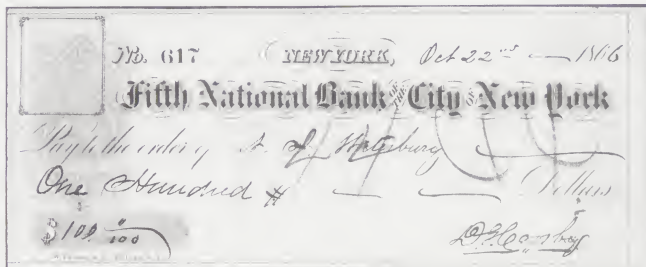 No. 617 NEW YORK, Oct 22nd 1866
Fifth National Bank OF THE City OF New York
Pay to the order of
One Hundred Dollars
$100 "/100